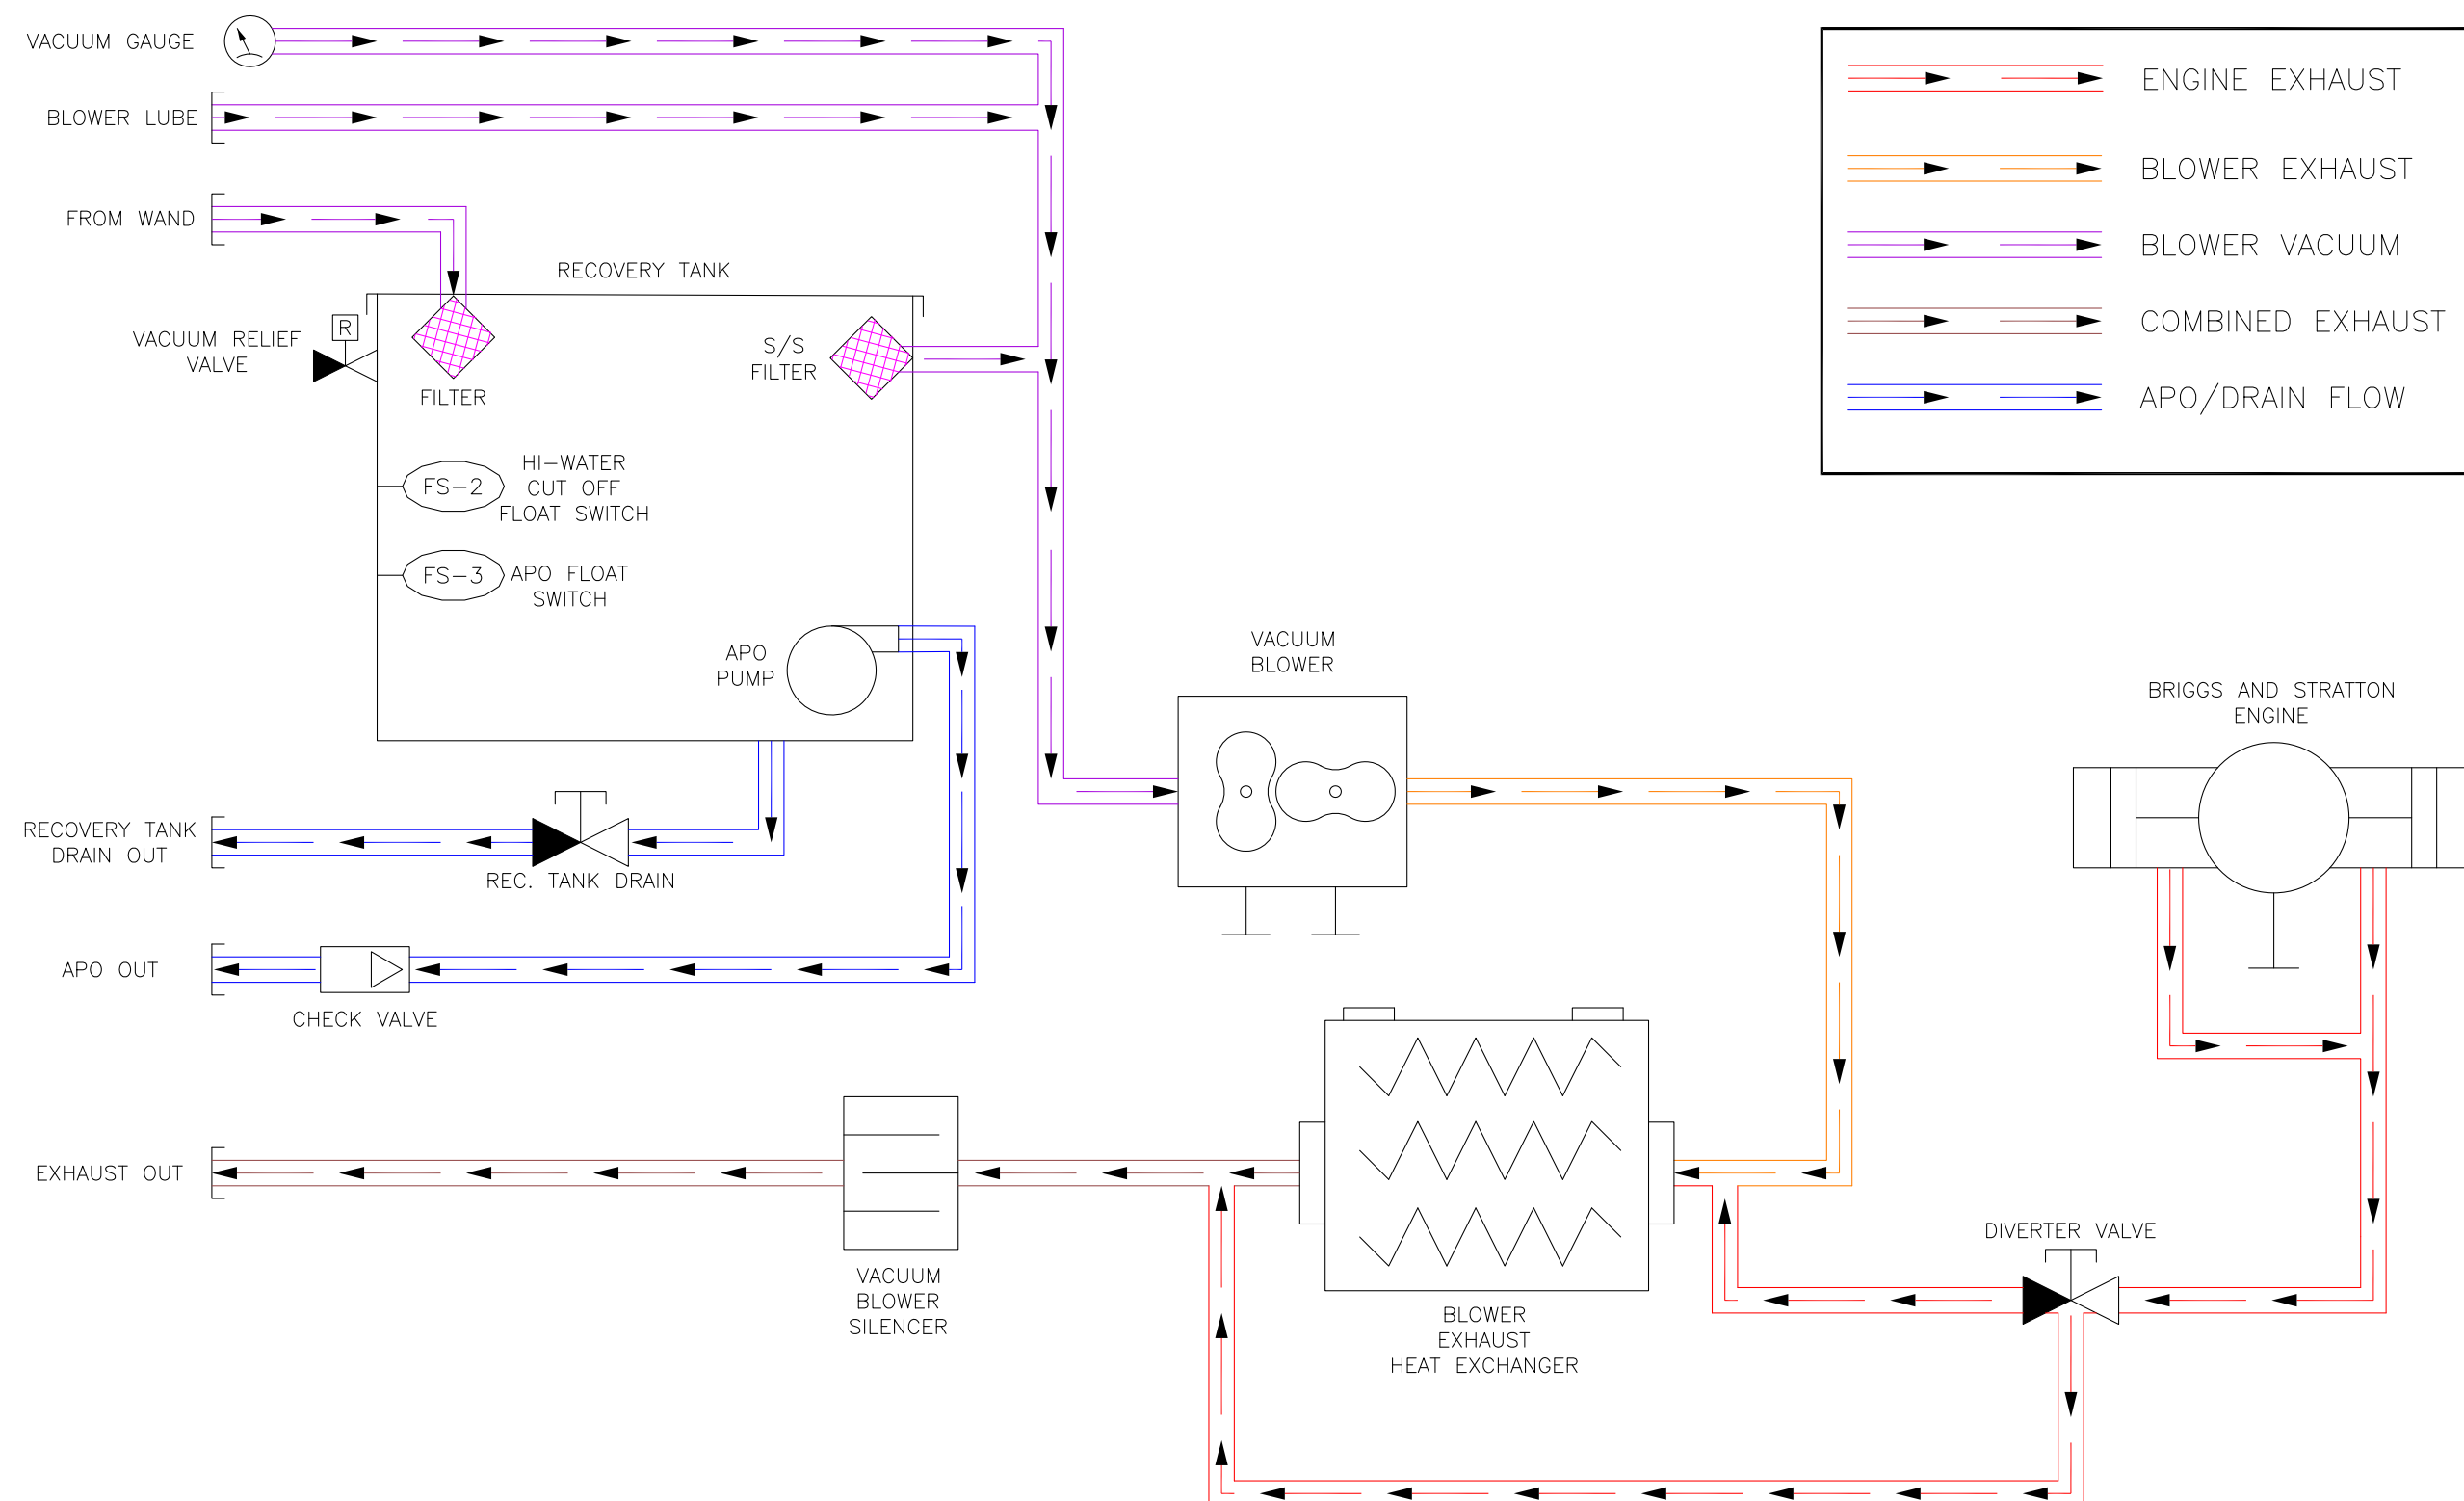 VACUUM GAUGE
BLOWER LUBE
FROM WAND
RECOVERY TANK
R
VACUUM RELIEF
VALVE
FILTER
S/S
FILTER
FS-2
HI-WATER
CUT OFF
FLOAT SWITCH
FS-3
APO FLOAT
SWITCH
APO
PUMP
RECOVERY TANK
DRAIN OUT
REC. TANK DRAIN
APO OUT
CHECK VALVE
EXHAUST OUT
VACUUM
BLOWER
SILENCER
VACUUM
BLOWER
BLOWER
EXHAUST
HEAT EXCHANGER
BRIGGS AND STRATTON
ENGINE
DIVERTER VALVE
ENGINE EXHAUST
BLOWER EXHAUST
BLOWER VACUUM
COMBINED EXHAUST
APO/DRAIN FLOW